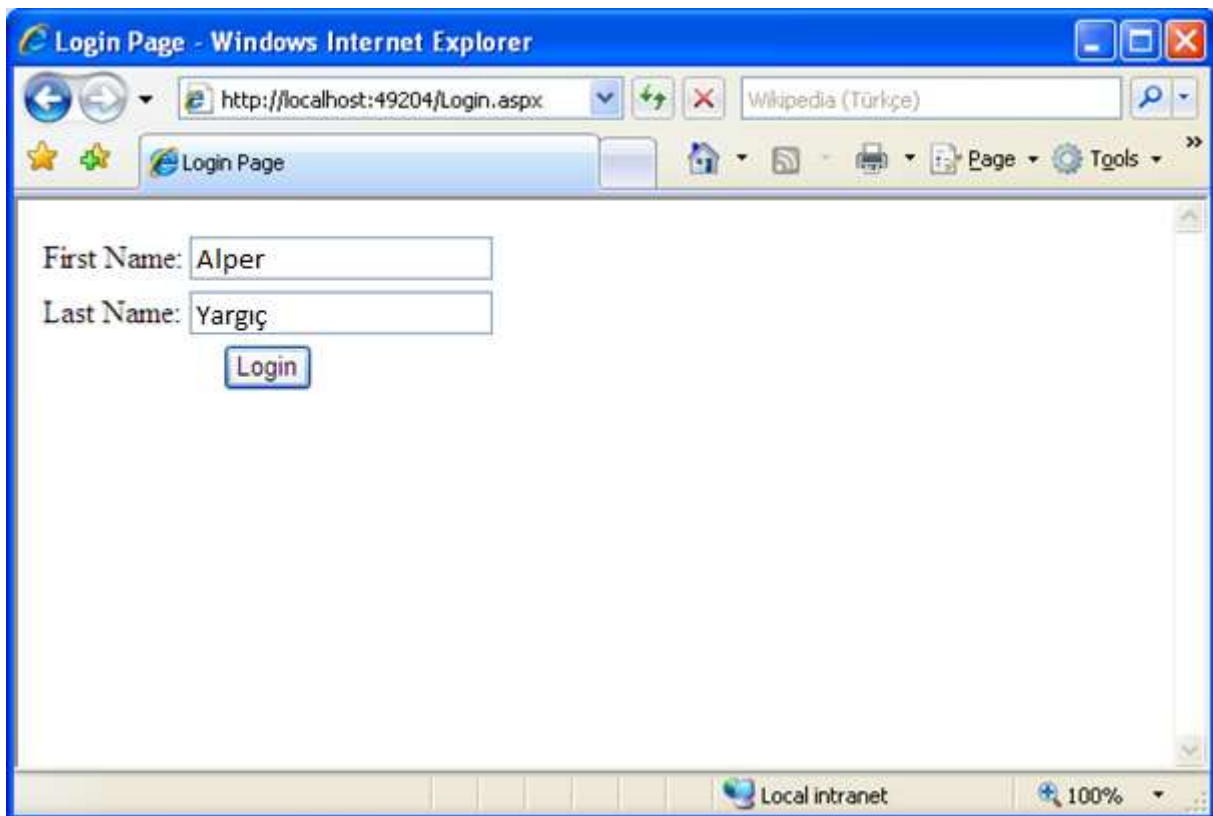 Login Page - Windows Internet Explorer
http://localhost:49204/Login.aspx
Wikipedia (Türkçe)
Login Page
Page
Tools
»
First Name: Alper
Last Name: Yargıç
Login
Local intranet
100%